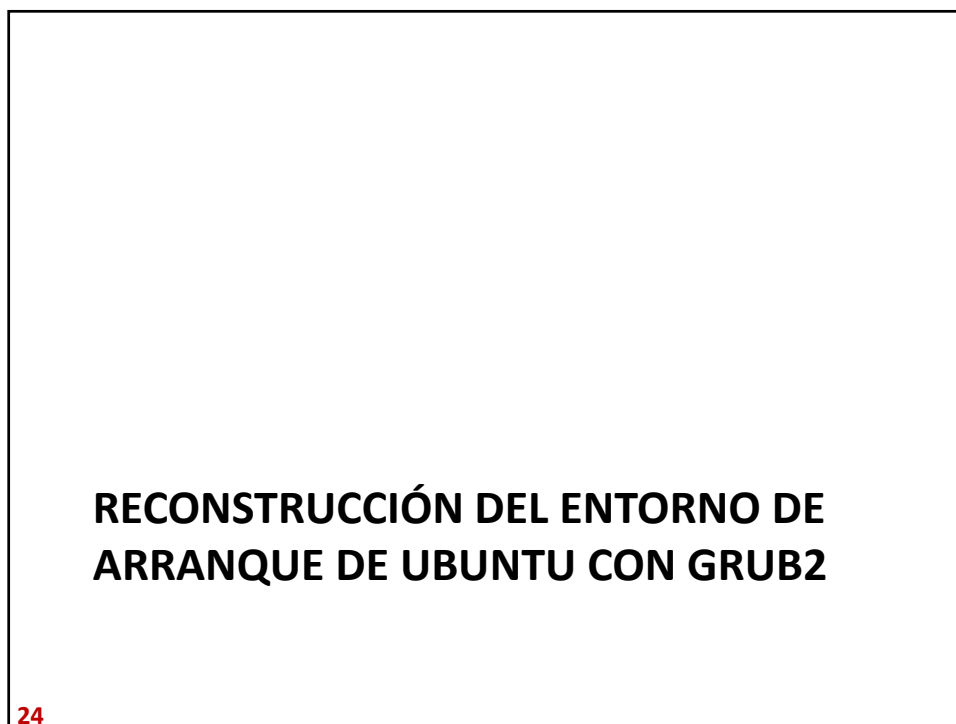 RECONSTRUCCIÓN DEL ENTORNO DE
ARRANQUE DE UBUNTU CON GRUB2
24